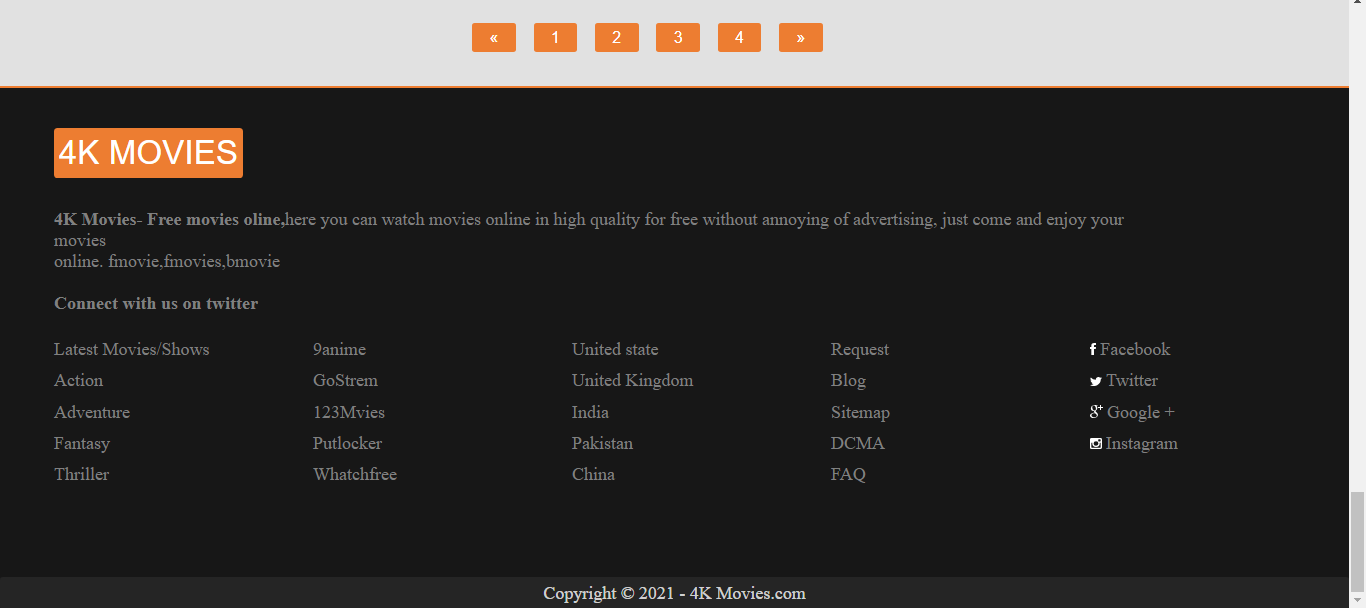 « 1 2 3 4 »
4K MOVIES
4K Movies- Free movies oline,here you can watch movies online in high quality for free without annoying of advertising, just come and enjoy your
movies
online. fmovie,fmovies,bmovie
Connect with us on twitter
Latest Movies/Shows 9anime United state Request Facebook
Action GoStrem United Kingdom Blog Twitter
Adventure 123Mvies India Sitemap Google +
Fantasy Putlocker Pakistan DCMA Instagram
Thriller Whatchfree China FAQ
Copyright © 2021 - 4K Movies.com